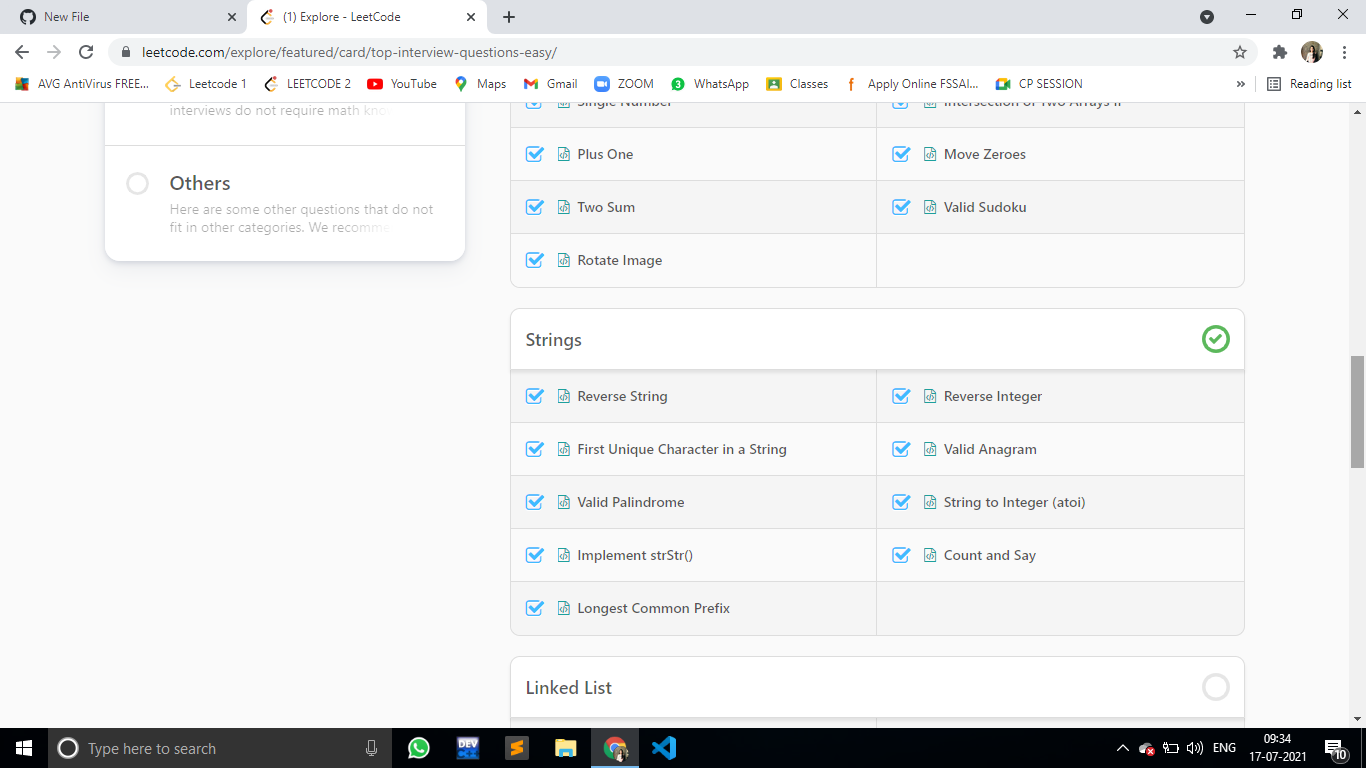 New File
(1) Explore - LeetCode
leetcode.com/explore/featured/card/top-interview-questions-easy/
AVG AntiVirus FREE... Leetcode 1 LEETCODE 2 YouTube Maps Gmail ZOOM 3 WhatsApp Classes Apply Online FSSAI... CP SESSION » Reading list
interviews do not require math know
Others
Here are some other questions that do not
fit in other categories. We recomme
Single Number
Intersection of Two Arrays II
Plus One
Move Zeroes
Two Sum
Valid Sudoku
Rotate Image
Strings
Reverse String
Reverse Integer
First Unique Character in a String
Valid Anagram
Valid Palindrome
String to Integer (atoi)
Implement strStr()
Count and Say
Longest Common Prefix
Linked List
Type here to search
DEV
ENG
09:34
17-07-2021
10